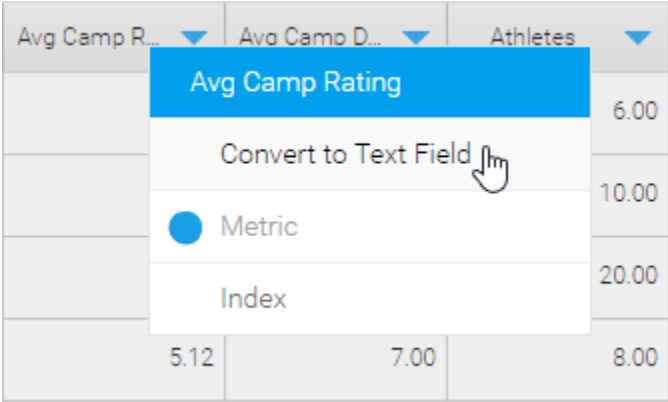 Avg Camp R... Avg Camp D... Athletes
Avg Camp Rating
6.00
Convert to Text Field
10.00
Metric
20.00
Index
5.12 7.00 8.00